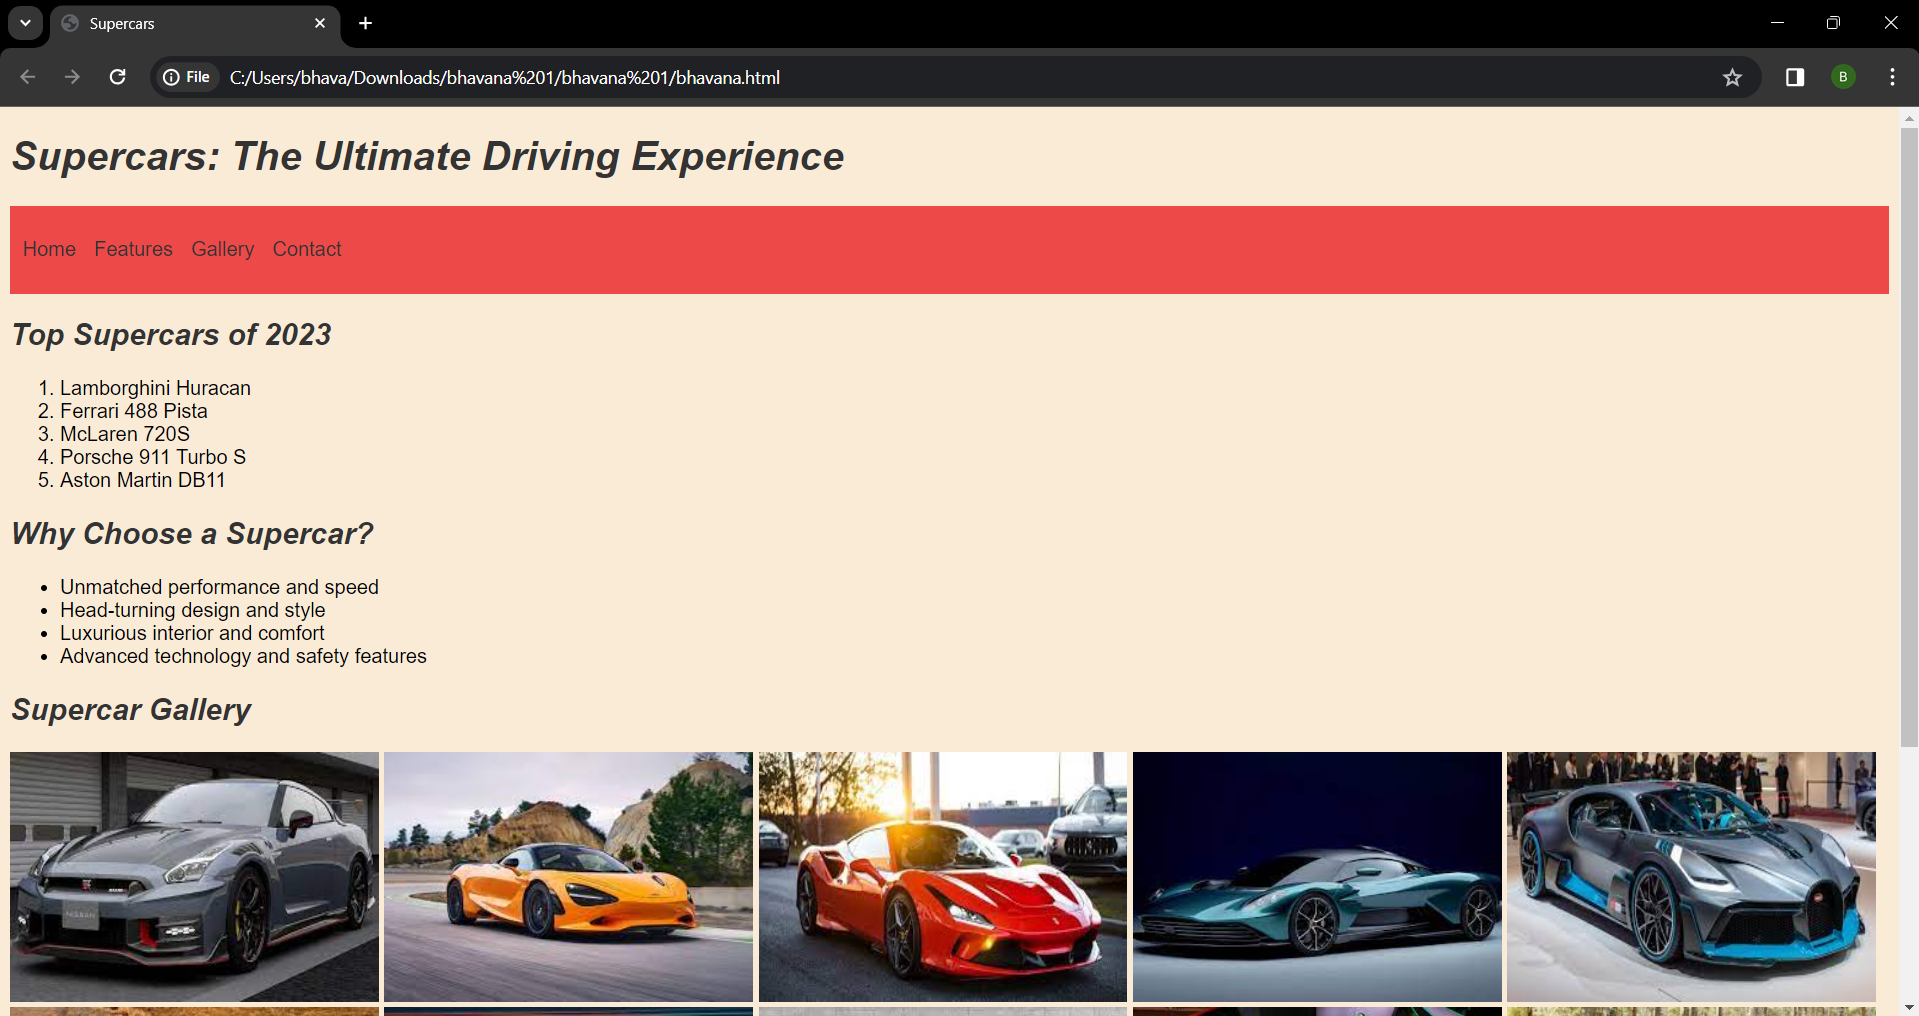 Supercars
File
C:/Users/bhava/Downloads/bhavana%201/bhavana%201/bhavana.html
B
Supercars: The Ultimate Driving Experience
Home Features Gallery Contact
Top Supercars of 2023
1. Lamborghini Huracan
2. Ferrari 488 Pista
3. McLaren 720S
4. Porsche 911 Turbo S
5. Aston Martin DB11
Why Choose a Supercar?
• Unmatched performance and speed
• Head-turning design and style
• Luxurious interior and comfort
• Advanced technology and safety features
Supercar Gallery
NISSAN